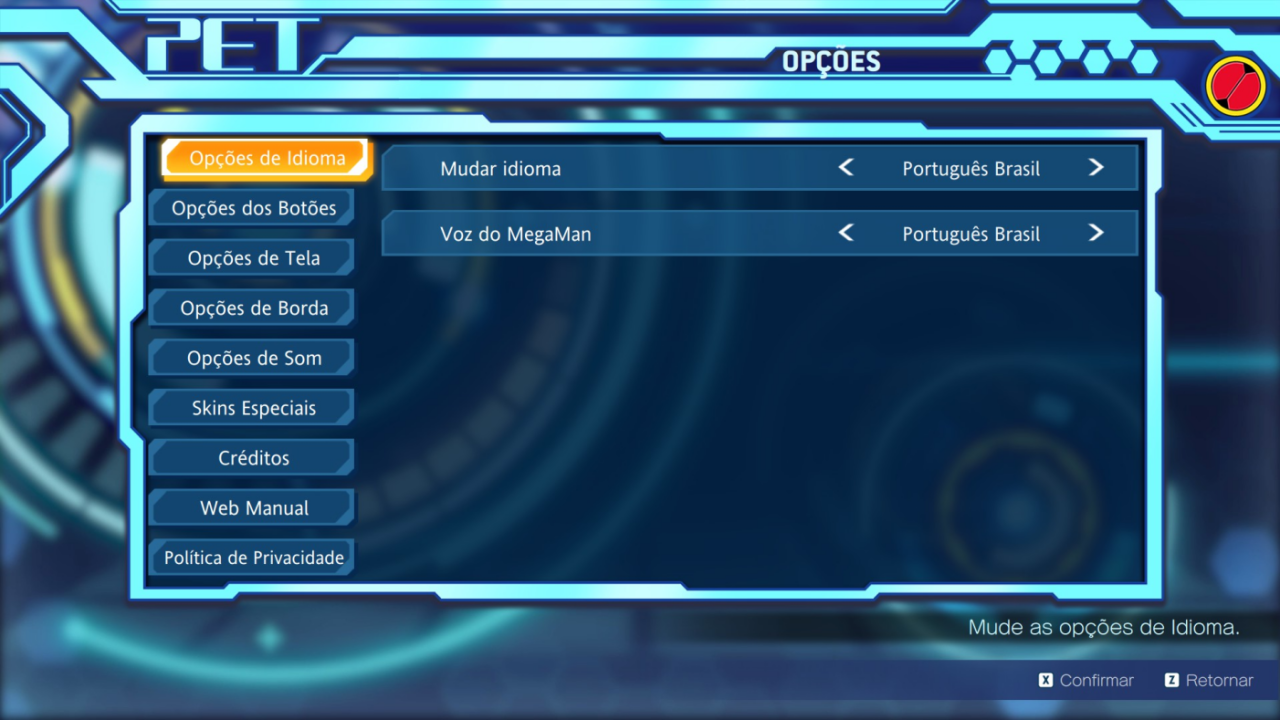 PET
OPÇÕES
Opções de Idioma
Opções dos Botões
Opções de Tela
Opções de Borda
Opções de Som
Skins Especiais
Créditos
Web Manual
Política de Privacidade
Mudar idioma < Português Brasil >
Voz do MegaMan < Português Brasil >
Mude as opções de Idioma.
X Confirmar Z Retornar